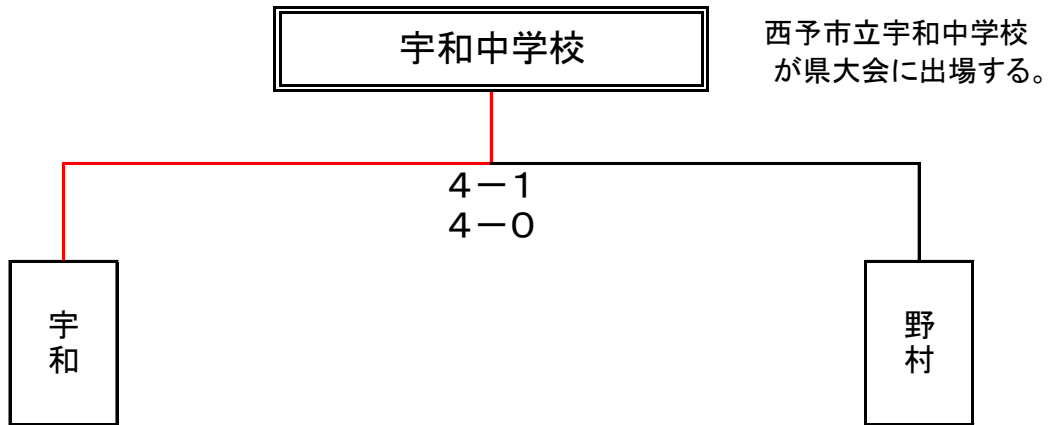 宇和中学校
西予市立宇和中学校
が県大会に出場する。
４－１
４－０
宇和
野村